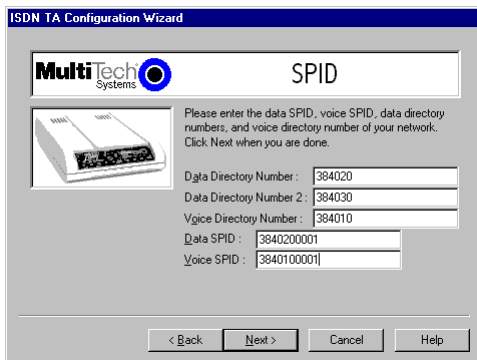 ISDN TA Configuration Wizard
MultiTech
Systems
SPID
Please enter the data SPID, voice SPID, data directory
numbers, and voice directory number of your network.
Click Next when you are done.
Data Directory Number : 384020
Data Directory Number 2 : 384030
Voice Directory Number : 384010
Data SPID : 3840200001
Voice SPID : 3840100001
< Back Next > Cancel Help